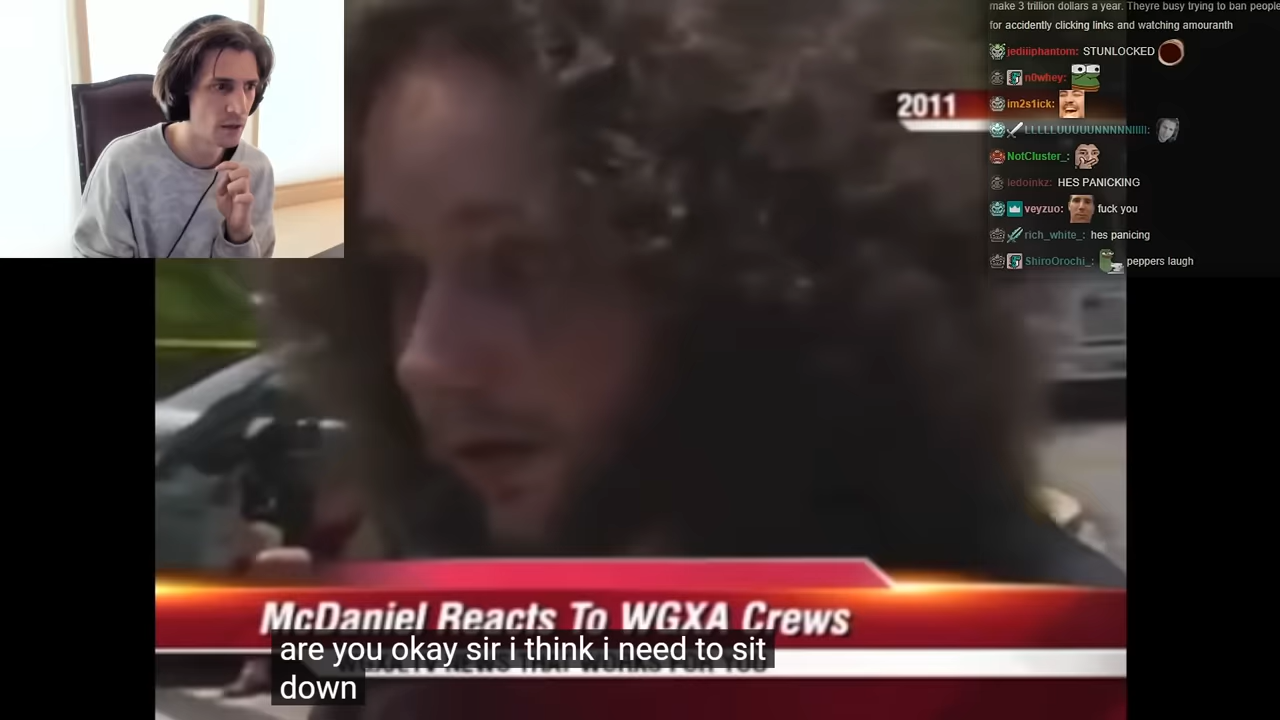 make 3 trillion dollars a year. Theyre busy trying to ban people
for accidently clicking links and watching amouranth
jediiiphantom: STUNLOCKED
n0whey:
im2s1ick:
2011
LLLLLUUUUUNNNNNIIIII:
NotCluster_:
ledoinkz: HES PANICKING
veyzuo: fuck you
rich_white_: hes panicing
ShiroOrochi_: peppers laugh
McDaniel Reacts To WGXA Crews
are you okay sir i think i need to sit
down